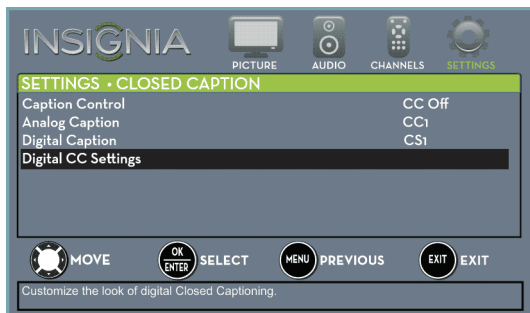 INSIGNIA
PICTURE AUDIO CHANNELS SETTINGS
SETTINGS • CLOSED CAPTION
Caption Control CC Off
Analog Caption CC1
Digital Caption CS1
Digital CC Settings
MOVE OK ENTER SELECT MENU PREVIOUS EXIT EXIT
Customize the look of digital Closed Captioning.